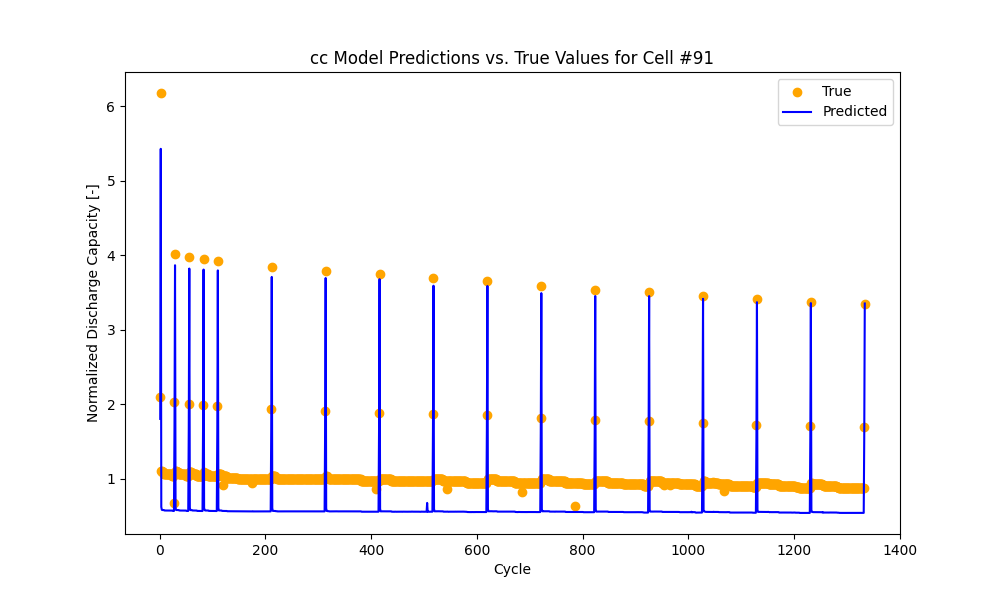 cc Model Predictions vs. True Values for Cell #91
True
Predicted
Normalized Discharge Capacity [-]
6
5
4
3
2
1
0
200
400
600
800
1000
1200
1400
Cycle